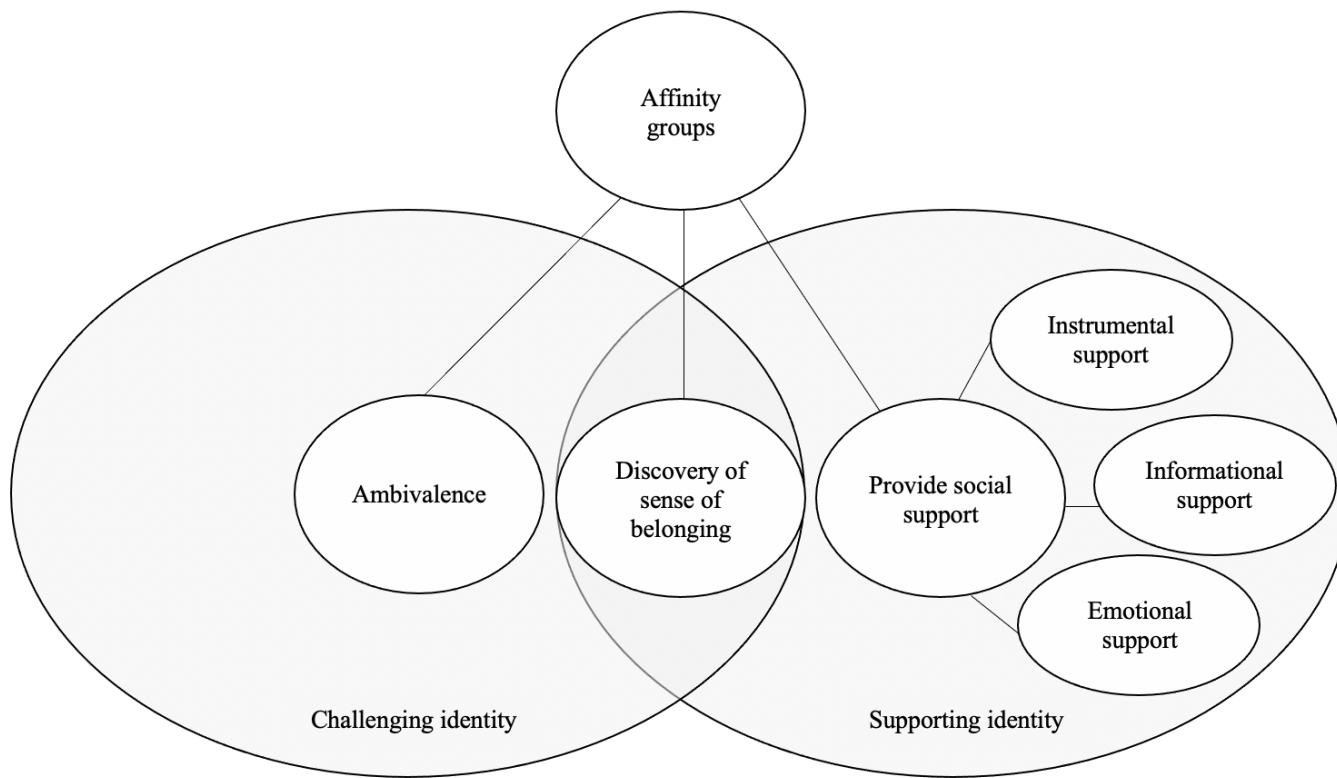 Affinity
groups
Instrumental
support
Ambivalence
Discovery of
sense of
belonging
Provide social
support
Informational
support
Emotional
support
Challenging identity
Supporting identity